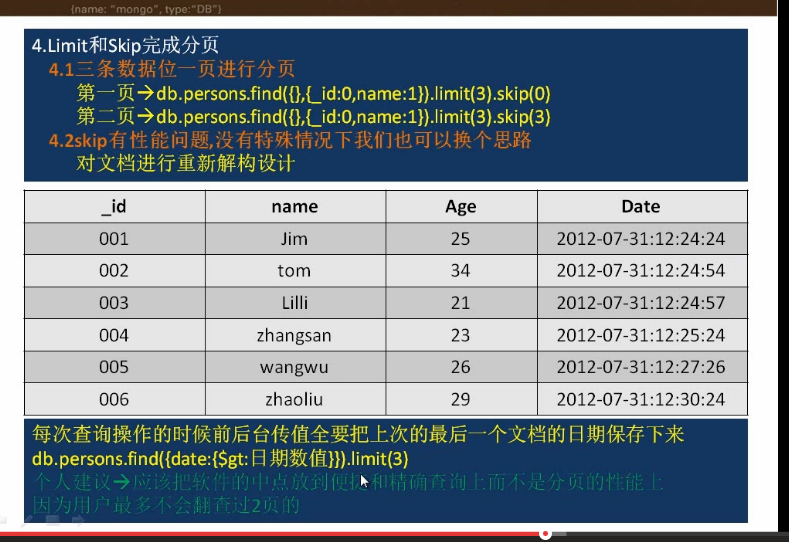 {name: "mongo", type:"DB"}
4.Limit和Skip完成分页
4.1三条数据位一页进行分页
第一页→db.persons.find({},{_id:0,name:1}).limit(3).skip(0)
第二页→db.persons.find({},{_id:0,name:1}).limit(3).skip(3)
4.2skip有性能问题,没有特殊情况下我们也可以换个思路
对文档进行重新解构设计
_id name Age Date
001 Jim 25 2012-07-31:12:24:24
002 tom 34 2012-07-31:12:24:54
003 Lilli 21 2012-07-31:12:24:57
004 zhangsan 23 2012-07-31:12:25:24
005 wangwu 26 2012-07-31:12:27:26
006 zhaoliu 29 2012-07-31:12:30:24
每次查询操作的时候前后台传值全要把上次的最后一个文档的日期保存下来
db.persons.find({date:{$gt:日期数值}}).limit(3)
个人建议→应该把软件的中点放到便捷和精确查询上而不是分页的性能上
因为用户最多不会翻查过2页的